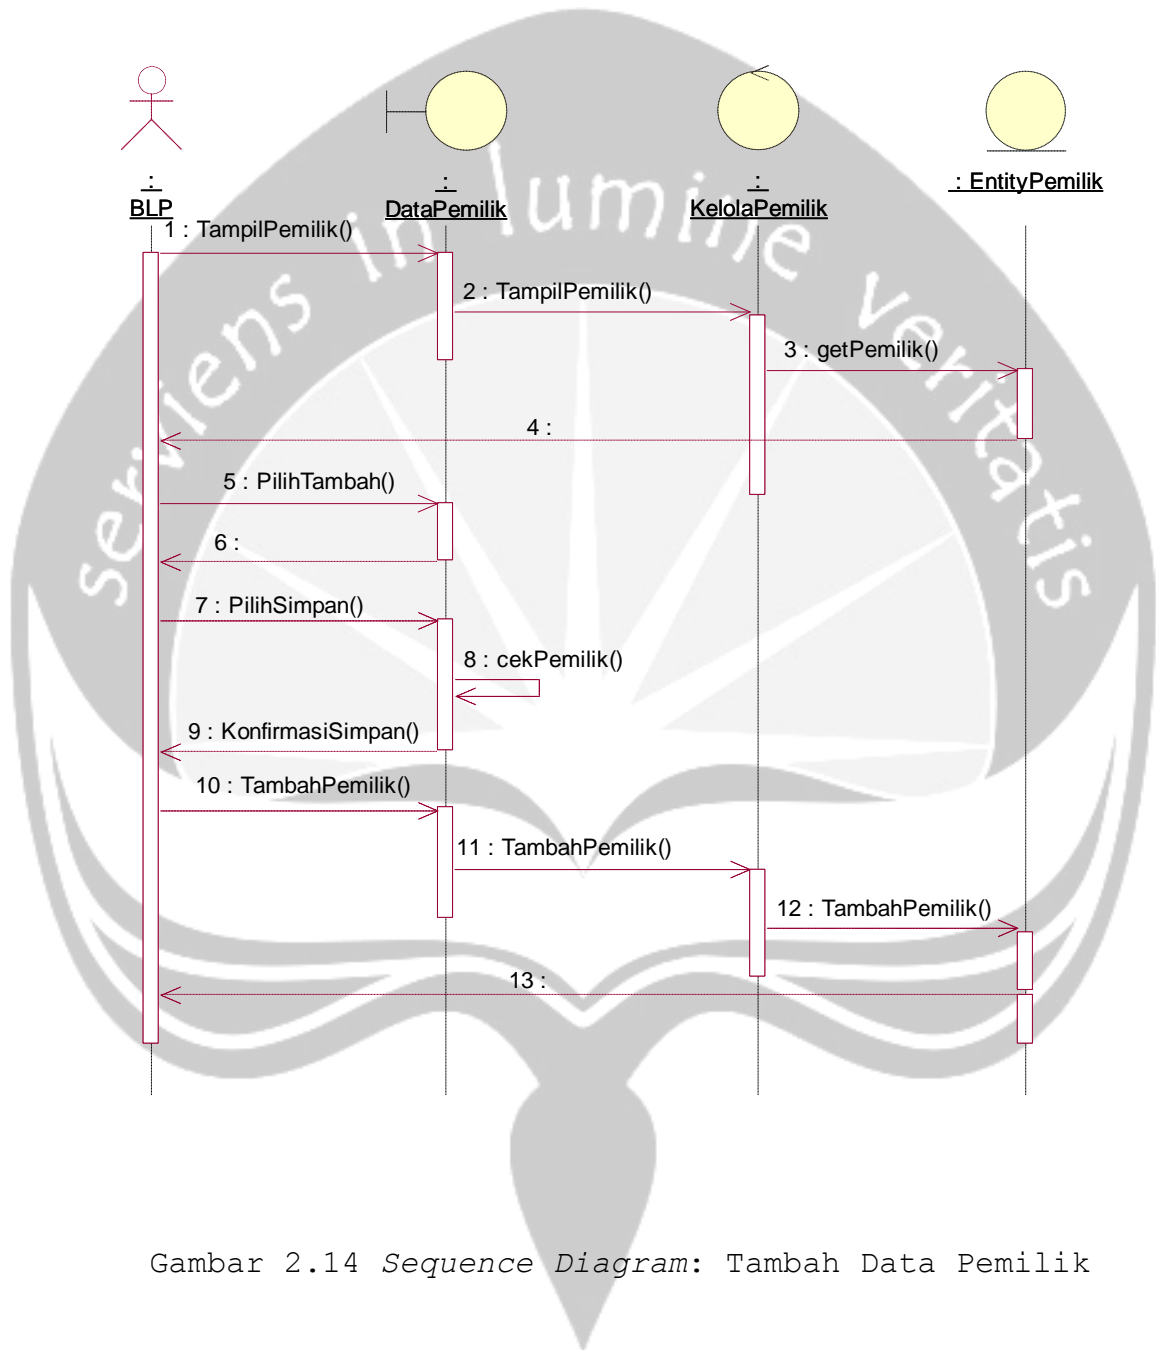 serviens in lumine veritatis
:
BLP
:
DataPemilik
:
KelolaPemilik
: EntityPemilik
1 : TampilPemilik()
2 : TampilPemilik()
3 : getPemilik()
4 :
5 : PilihTambah()
6 :
7 : PilihSimpan()
8 : cekPemilik()
9 : KonfirmasiSimpan()
10 : TambahPemilik()
11 : TambahPemilik()
12 : TambahPemilik()
13 :
Gambar 2.14 Sequence Diagram: Tambah Data Pemilik